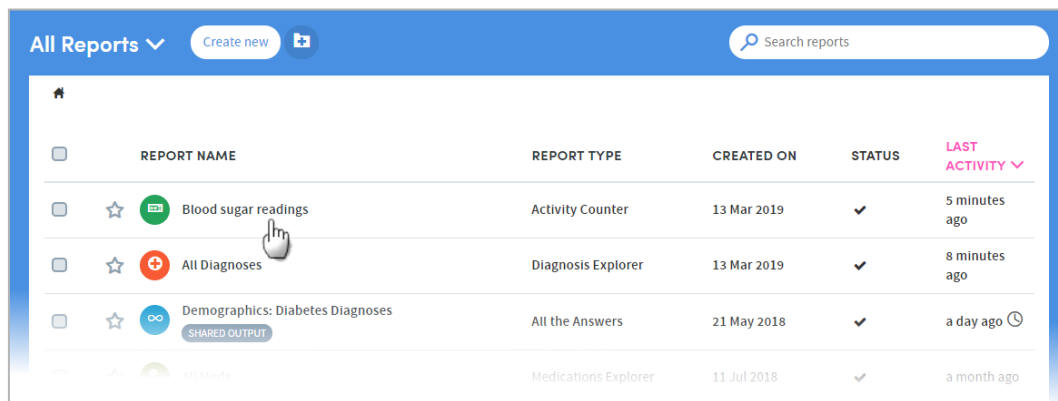 All Reports
Create new
Search reports
REPORT NAME
REPORT TYPE
CREATED ON
STATUS
LAST
ACTIVITY
Blood sugar readings
Activity Counter
13 Mar 2019
5 minutes
ago
All Diagnoses
Diagnosis Explorer
13 Mar 2019
8 minutes
ago
Demographics: Diabetes Diagnoses
SHARED OUTPUT
All the Answers
21 May 2018
a day ago
All Meds
Medications Explorer
11 Jul 2018
a month ago